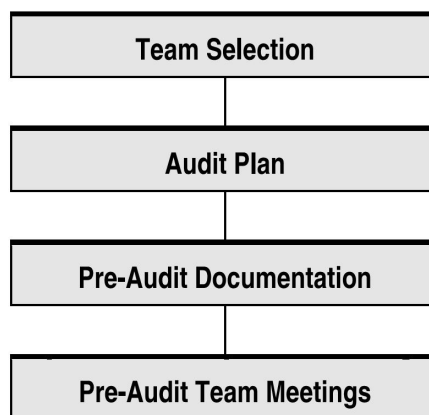 Team Selection
Audit Plan
Pre-Audit Documentation
Pre-Audit Team Meetings